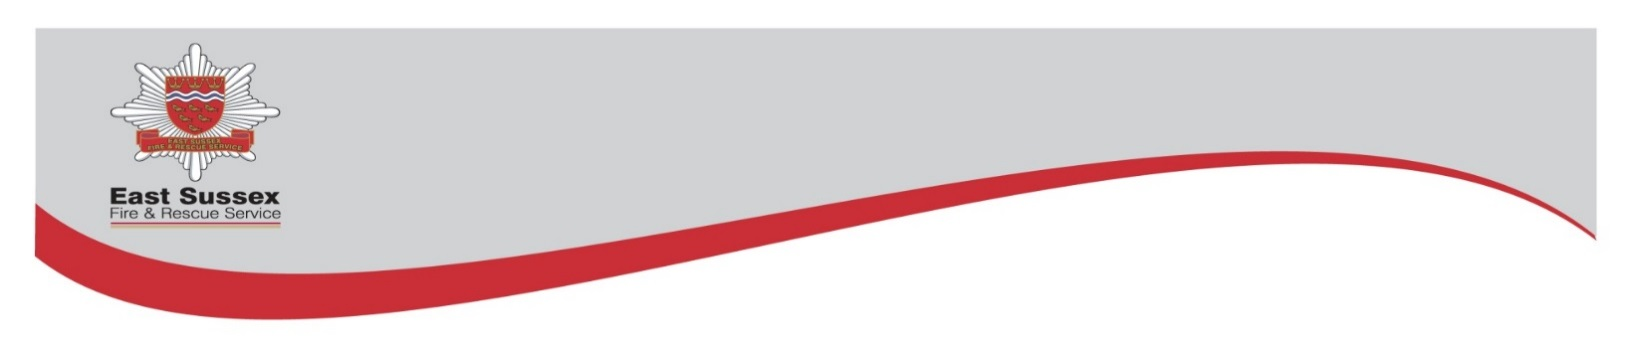 EAST SUSSEX
FIRE & RESCUE SERVICE
East Sussex
Fire & Rescue Service